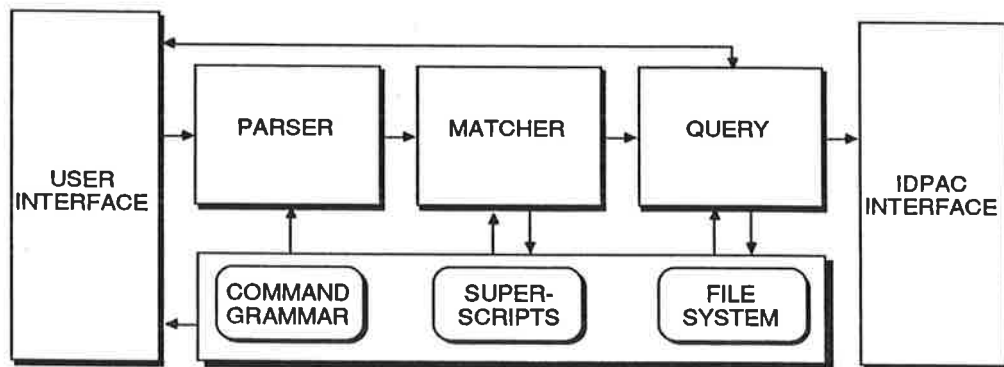 USER
INTERFACE
PARSER
MATCHER
QUERY
IDPAC
INTERFACE
COMMAND
GRAMMAR
SUPER-
SCRIPTS
FILE
SYSTEM